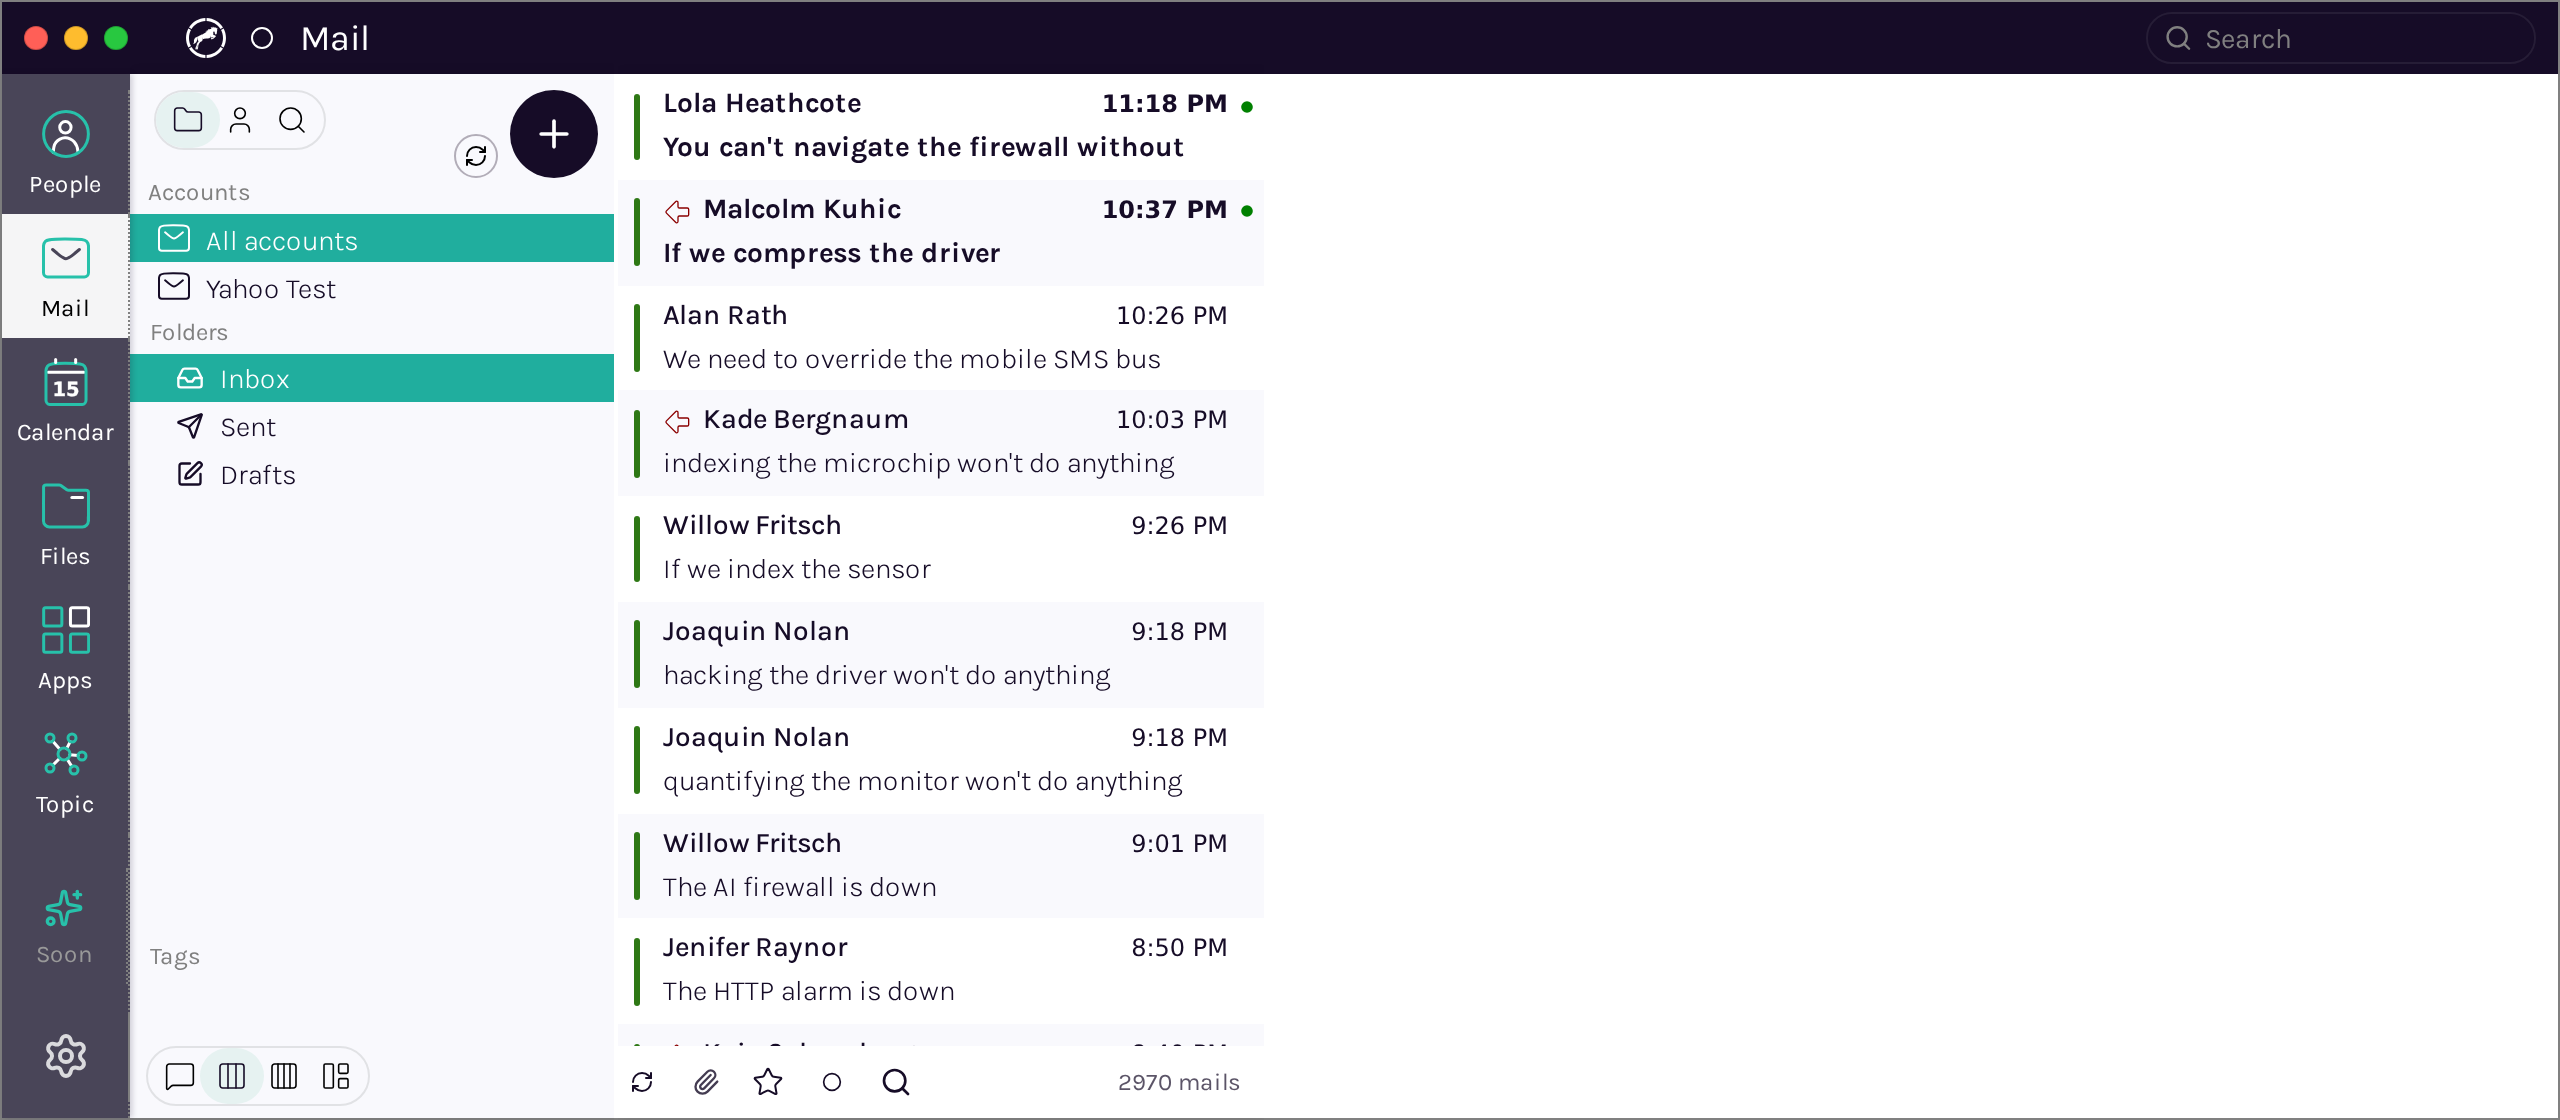 Mail
Search
People
Mail
15
Calendar
Files
Apps
Topic
Soon
Accounts
All accounts
Yahoo Test
Folders
Inbox
Sent
Drafts
Tags
Lola Heathcote 11:18 PM
You can't navigate the firewall without
Malcolm Kuhic 10:37 PM
If we compress the driver
Alan Rath 10:26 PM
We need to override the mobile SMS bus
Kade Bergnaum 10:03 PM
indexing the microchip won't do anything
Willow Fritsch 9:26 PM
If we index the sensor
Joaquin Nolan 9:18 PM
hacking the driver won't do anything
Joaquin Nolan 9:18 PM
quantifying the monitor won't do anything
Willow Fritsch 9:01 PM
The AI firewall is down
Jenifer Raynor 8:50 PM
The HTTP alarm is down
2970 mails